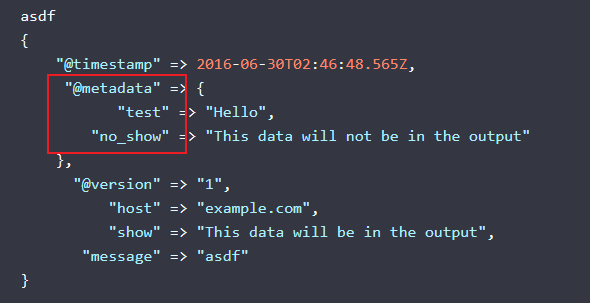 asdf
{
    "@timestamp" => 2016-06-30T02:46:48.565Z,
     "@metadata" => {
           "test" => "Hello",
        "no_show" => "This data will not be in the output"
    },
      "@version" => "1",
          "host" => "example.com",
          "show" => "This data will be in the output",
       "message" => "asdf"
}